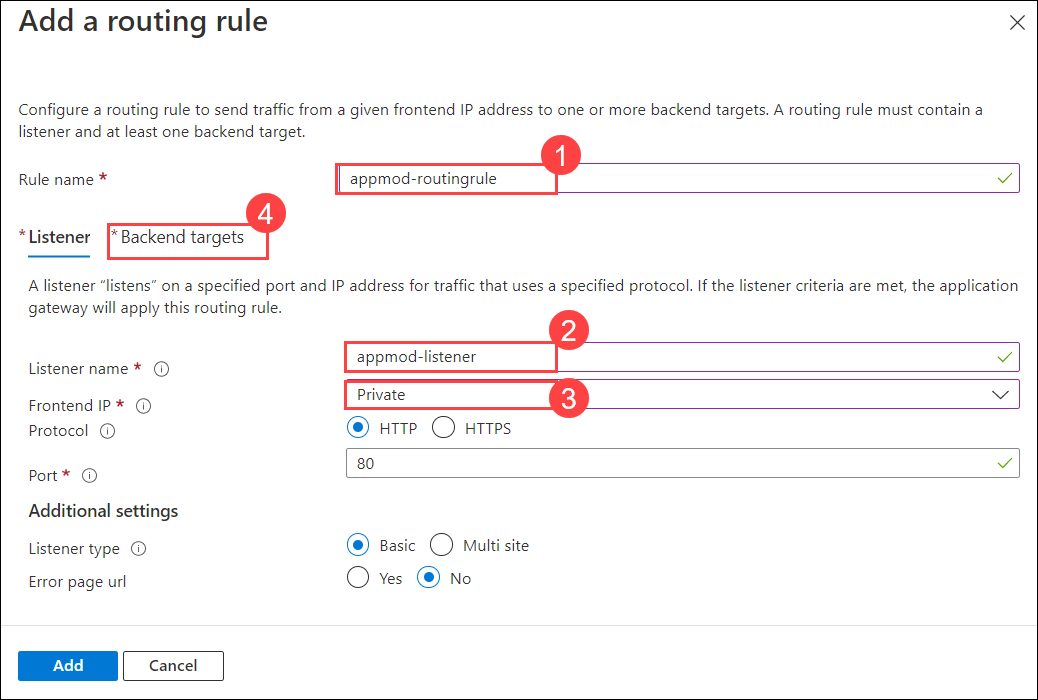 Add a routing rule
Configure a routing rule to send traffic from a given frontend IP address to one or more backend targets. A routing rule must contain a
listener and at least one backend target.
1
Rule name * appmod-routingrule
4
* Listener * Backend targets
A listener “listens” on a specified port and IP address for traffic that uses a specified protocol. If the listener criteria are met, the application
gateway will apply this routing rule.
2
Listener name * appmod-listener
Frontend IP * Private 3
Protocol HTTP HTTPS
Port * 80
Additional settings
Listener type Basic Multi site
Error page url Yes No
Add Cancel